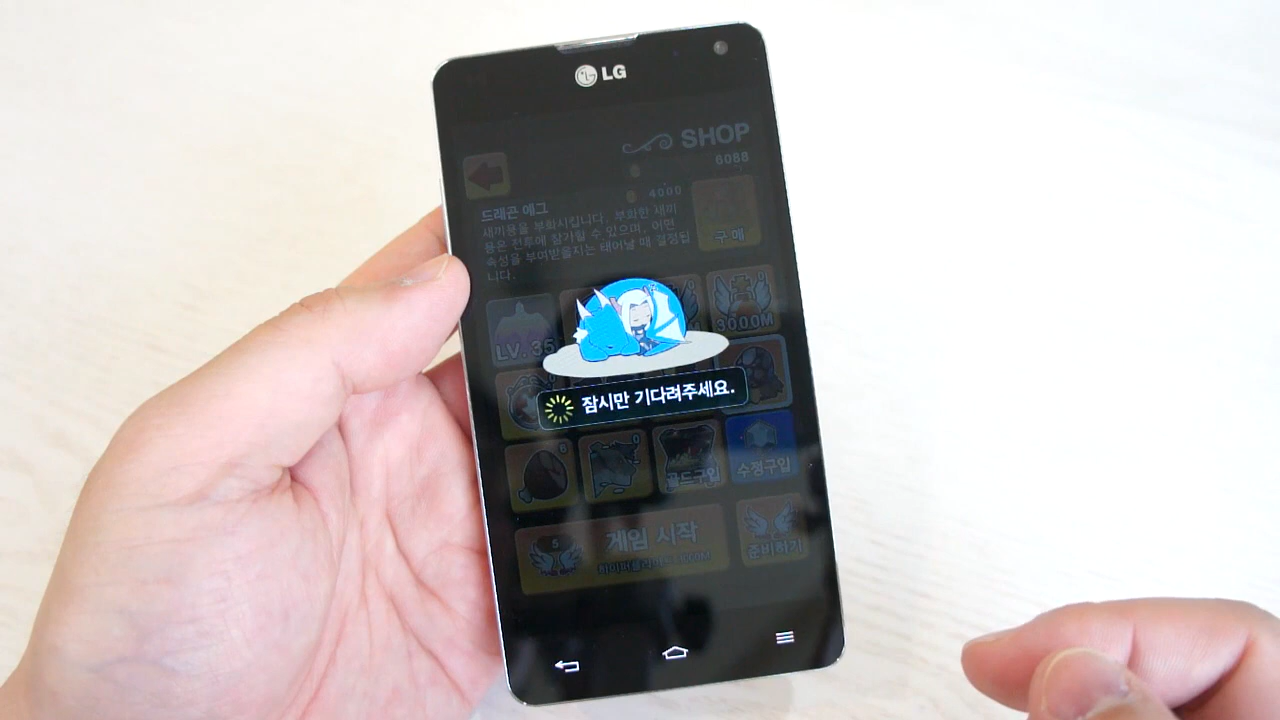 LG
SHOP
6088
4000
드래곤 에그
새끼용을 부화시킵니다. 부화한 새끼
용은 전투에 참가할 수 있으며, 어떤
속성을 부여받을지는 태어날 때 결정됩
니다.
구매
LV. 35
3000M
잠시만 기다려주세요.
골드구입
수정구입
게임 시작
5
준비하기